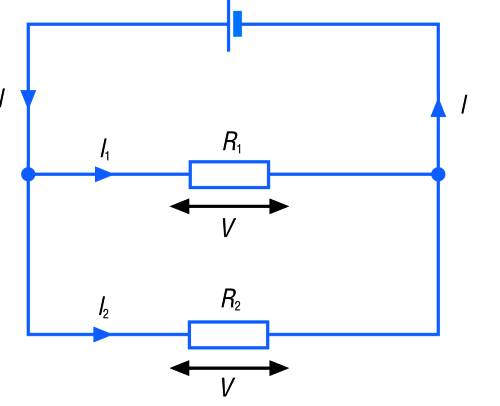 I
I
I₁
R₁
V
I₂
R₂
V